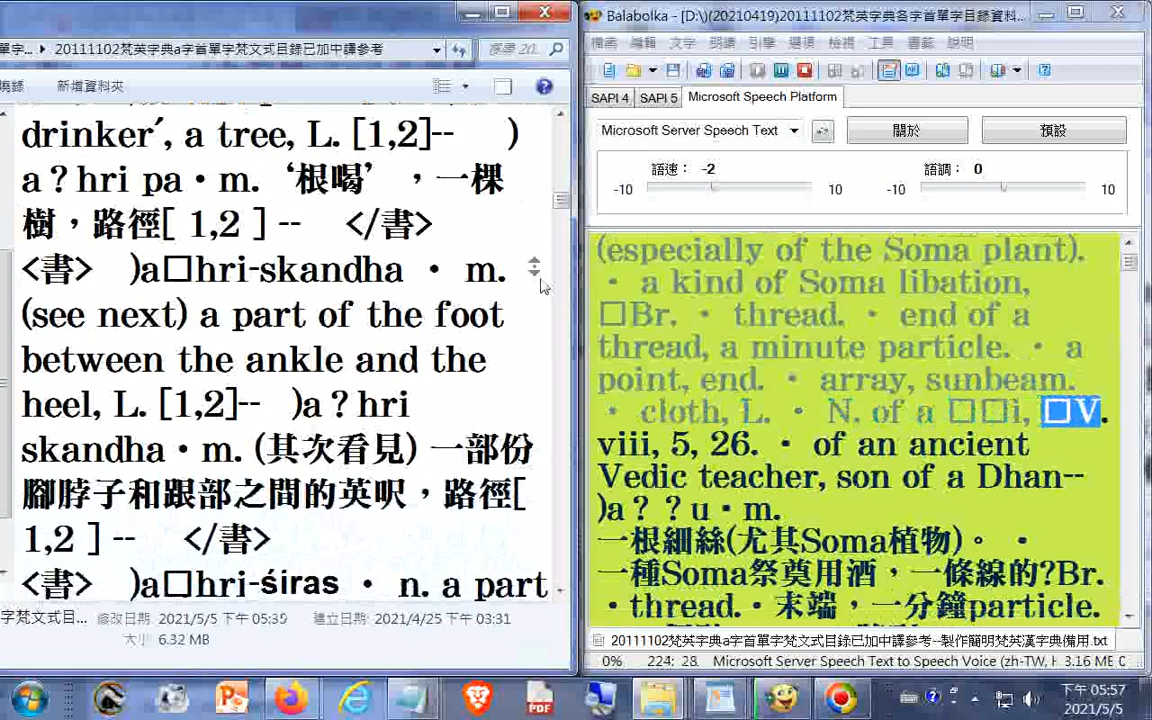 單字... ▸ 20111102梵英字典a字首單字梵文式目錄已加中譯參考
新增資料夾
drinker', a tree, L. [1,2]-- )
a?hri pa·m.‘根喝’,一棵
樹,路徑[ 1,2 ] -- </書>
<書> )a□hri-skandha • m.
(see next) a part of the foot
between the ankle and the
heel, L. [1,2]-- )a?hri
skandha·m. (其次看見) 一部份
腳脖子和跟部之間的英呎,路徑[
1,2 ] -- </書>
<書> )a□hri-śiras • n. a part
字梵文式目... 修改日期: 2021/5/5 下午 05:39 建立日期: 2021/4/25 下午 03:31
大小: 6.32 MB
Balabolka - [D:\)(20210419)20111102梵英字典各字首單字目錄資料...
檔案 編輯 文字 朗讀 引擎 選項 檢視 工具 書籤 說明
SAPI 4 SAPI 5 Microsoft Speech Platform
Microsoft Server Speech Text 關於 預設
語速: -2 語調: 0
-10 10 -10 10
(especially of the Soma plant).
• a kind of Soma libation,
□Br. • thread. • end of a
thread, a minute particle. • a
point, end. • array, sunbeam.
• cloth, L. • N. of a □□i, □V.
viii, 5, 26. • of an ancient
Vedic teacher, son of a Dhan--
)a??u·m.
一根細絲(尤其Soma植物)。 •
一種Soma祭奠用酒,一條線的?Br.
• thread.•末端,一分鐘particle.
20111102梵英字典a字首單字梵文式目錄已加中譯參考--製作簡明梵英漢字典備用.txt
0% 224: 28 Microsoft Server Speech Text to Speech Voice (zh-TW, 3.16 MB
下午 05:57
2021/5/5